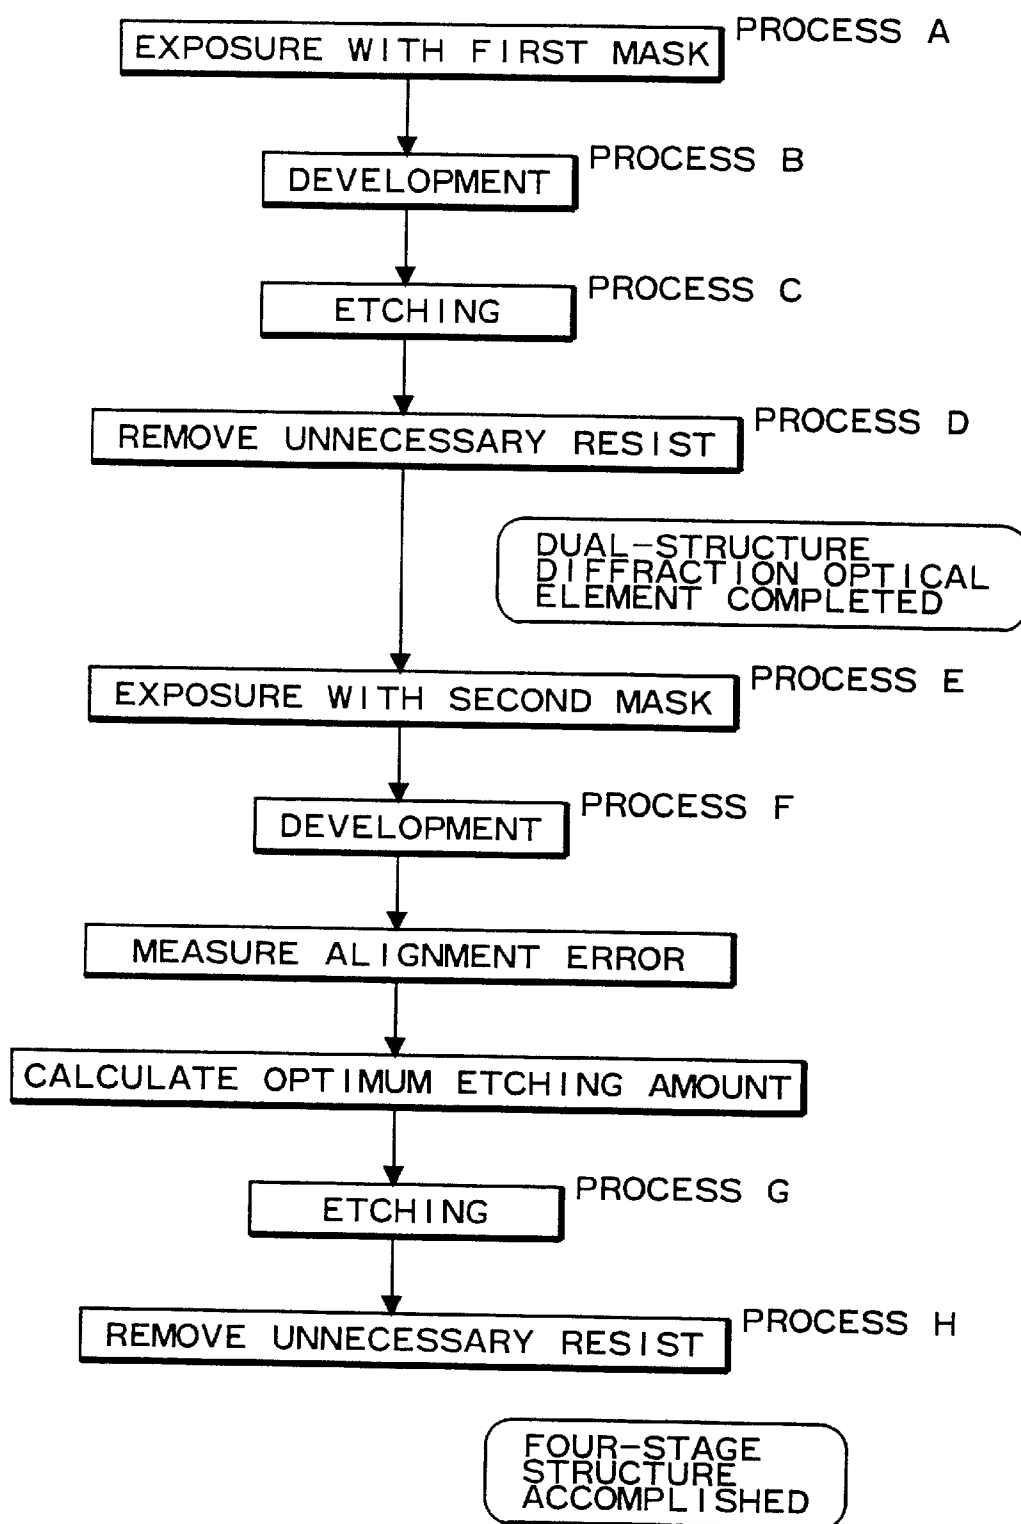 EXPOSURE WITH FIRST MASK
PROCESS A
DEVELOPMENT
PROCESS B
ETCHING
PROCESS C
REMOVE UNNECESSARY RESIST
PROCESS D
DUAL-STRUCTURE
DIFFRACTION OPTICAL
ELEMENT COMPLETED
EXPOSURE WITH SECOND MASK
PROCESS E
DEVELOPMENT
PROCESS F
MEASURE ALIGNMENT ERROR
CALCULATE OPTIMUM ETCHING AMOUNT
ETCHING
PROCESS G
REMOVE UNNECESSARY RESIST
PROCESS H
FOUR-STAGE
STRUCTURE
ACCOMPLISHED